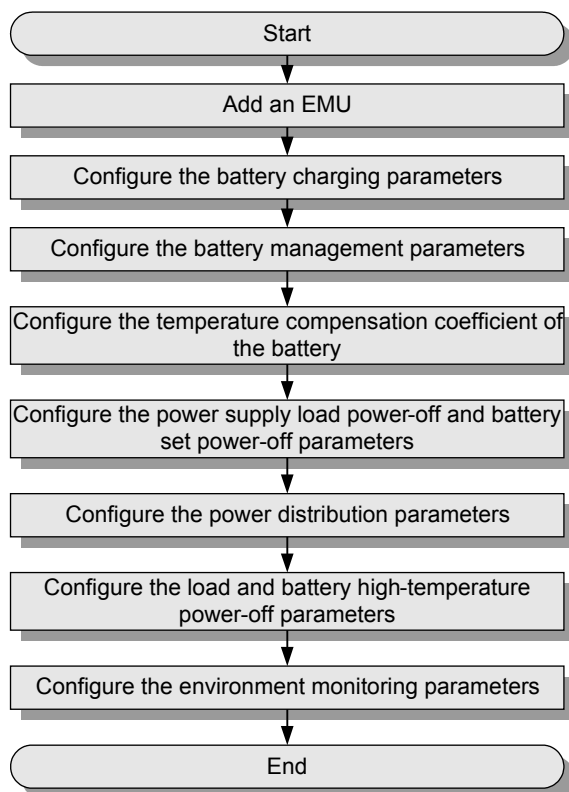 Start
Add an EMU
Configure the battery charging parameters
Configure the battery management parameters
Configure the temperature compensation coefficient of
the battery
Configure the power supply load power-off and battery
set power-off parameters
Configure the power distribution parameters
Configure the load and battery high-temperature
power-off parameters
Configure the environment monitoring parameters
End